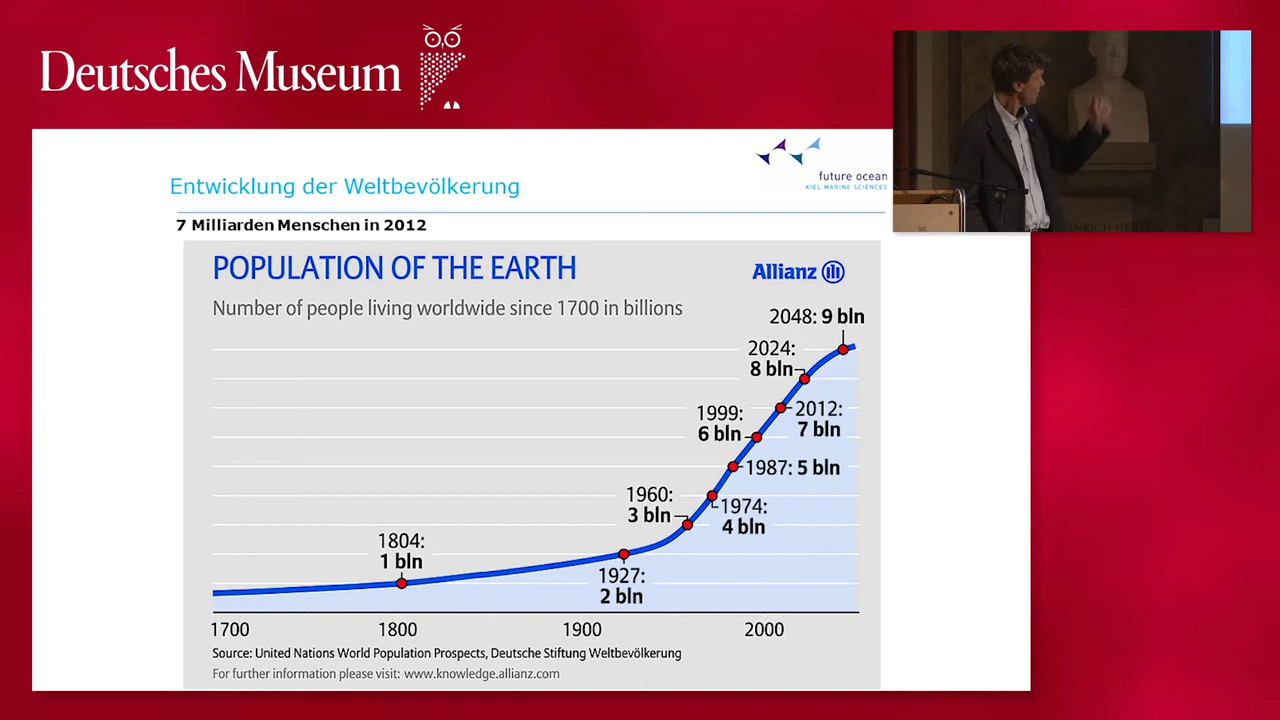 Deutsches Museum
future ocean
KIEL MARINE SCIENCES
Entwicklung der Weltbevölkerung
7 Milliarden Menschen in 2012
POPULATION OF THE EARTH
Allianz
Number of people living worldwide since 1700 in billions
2048: 9 bln
2024:
8 bln
2012:
7 bln
1999:
6 bln
1987: 5 bln
1974:
4 bln
1960:
3 bln
1927:
2 bln
1804:
1 bln
1700 1800 1900 2000
Source: United Nations World Population Prospects, Deutsche Stiftung Weltbevölkerung
For further information please visit: www.knowledge.allianz.com